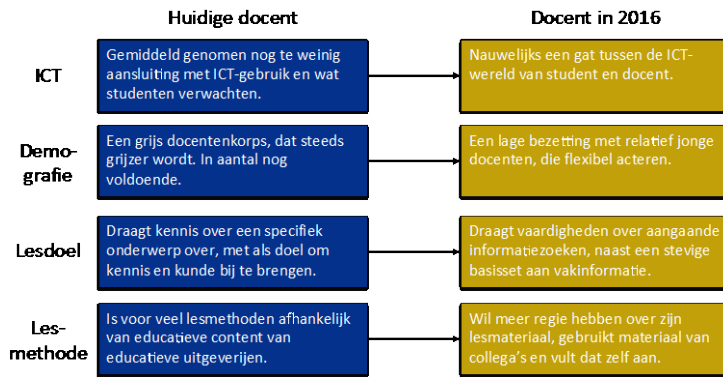 Huidige docent
Docent in 2016
ICT
Gemiddeld genomen nog te weinig
aansluiting met ICT-gebruik en wat
studenten verwachten.
Nauwelijks een gat tussen de ICT-
wereld van student en docent.
Demo-
grafie
Een grijs docentenkorps, dat steeds
grijzer wordt. In aantal nog
voldoende.
Een lage bezetting met relatief jonge
docenten, die flexibel acteren.
Lesdoel
Draagt kennis over een specifiek
onderwerp over, met als doel om
kennis en kunde bij te brengen.
Draagt vaardigheden over aangaande
informatiezoeken, naast een stevige
basisset aan vakinformatie.
Les-
methode
Is voor veel lesmethoden afhankelijk
van educatieve content van
educatieve uitgeverijen.
Wil meer regie hebben over zijn
lesmateriaal, gebruikt materiaal van
collega's en vult dat zelf aan.